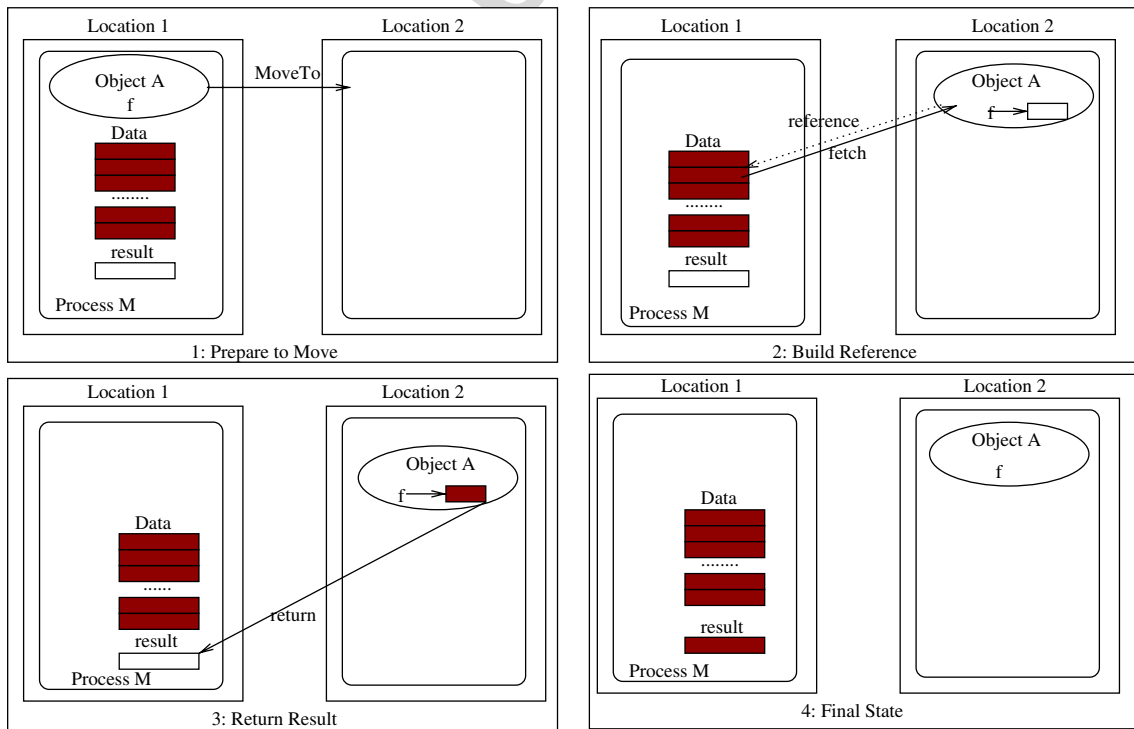 Location 1
Location 2
Object A
f
MoveTo
Data
........
result
Process M
1: Prepare to Move
Location 1
Location 2
Object A
f
reference
fetch
Data
........
result
Process M
2: Build Reference
Location 1
Location 2
Object A
f
Data
......
return
result
Process M
3: Return Result
Location 1
Location 2
Object A
f
Data
........
result
Process M
4: Final State